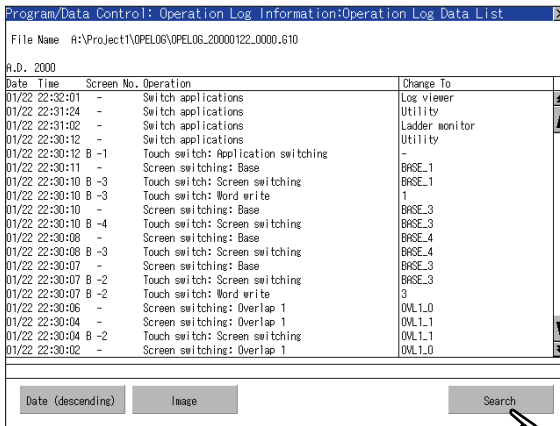 Program/Data Control: Operation Log Information:Operation Log Data List
File Name A:\Project1\OPELOG\OPELOG_20000122_0000.G1O
A.D. 2000
Date Time Screen No. Operation Change To
01/22 22:32:01 - Switch applications Log viewer
01/22 22:31:24 - Switch applications Utility
01/22 22:31:02 - Switch applications Ladder monitor
01/22 22:30:12 - Switch applications Utility
01/22 22:30:12 B -1 Touch switch: Application switching -
01/22 22:30:11 - Screen switching: Base BASE_1
01/22 22:30:10 B -3 Touch switch: Screen switching BASE_1
01/22 22:30:10 B -3 Touch switch: Word write 1
01/22 22:30:10 - Screen switching: Base BASE_3
01/22 22:30:10 B -4 Touch switch: Screen switching BASE_3
01/22 22:30:08 - Screen switching: Base BASE_4
01/22 22:30:08 B -3 Touch switch: Screen switching BASE_4
01/22 22:30:07 - Screen switching: Base BASE_3
01/22 22:30:07 B -2 Touch switch: Screen switching BASE_3
01/22 22:30:07 B -2 Touch switch: Word write 3
01/22 22:30:06 - Screen switching: Overlap 1 OVL1_0
01/22 22:30:04 - Screen switching: Overlap 1 OVL1_1
01/22 22:30:04 B -2 Touch switch: Screen switching OVL1_1
01/22 22:30:02 - Screen switching: Overlap 1 OVL1_0
Date (descending) Image Search